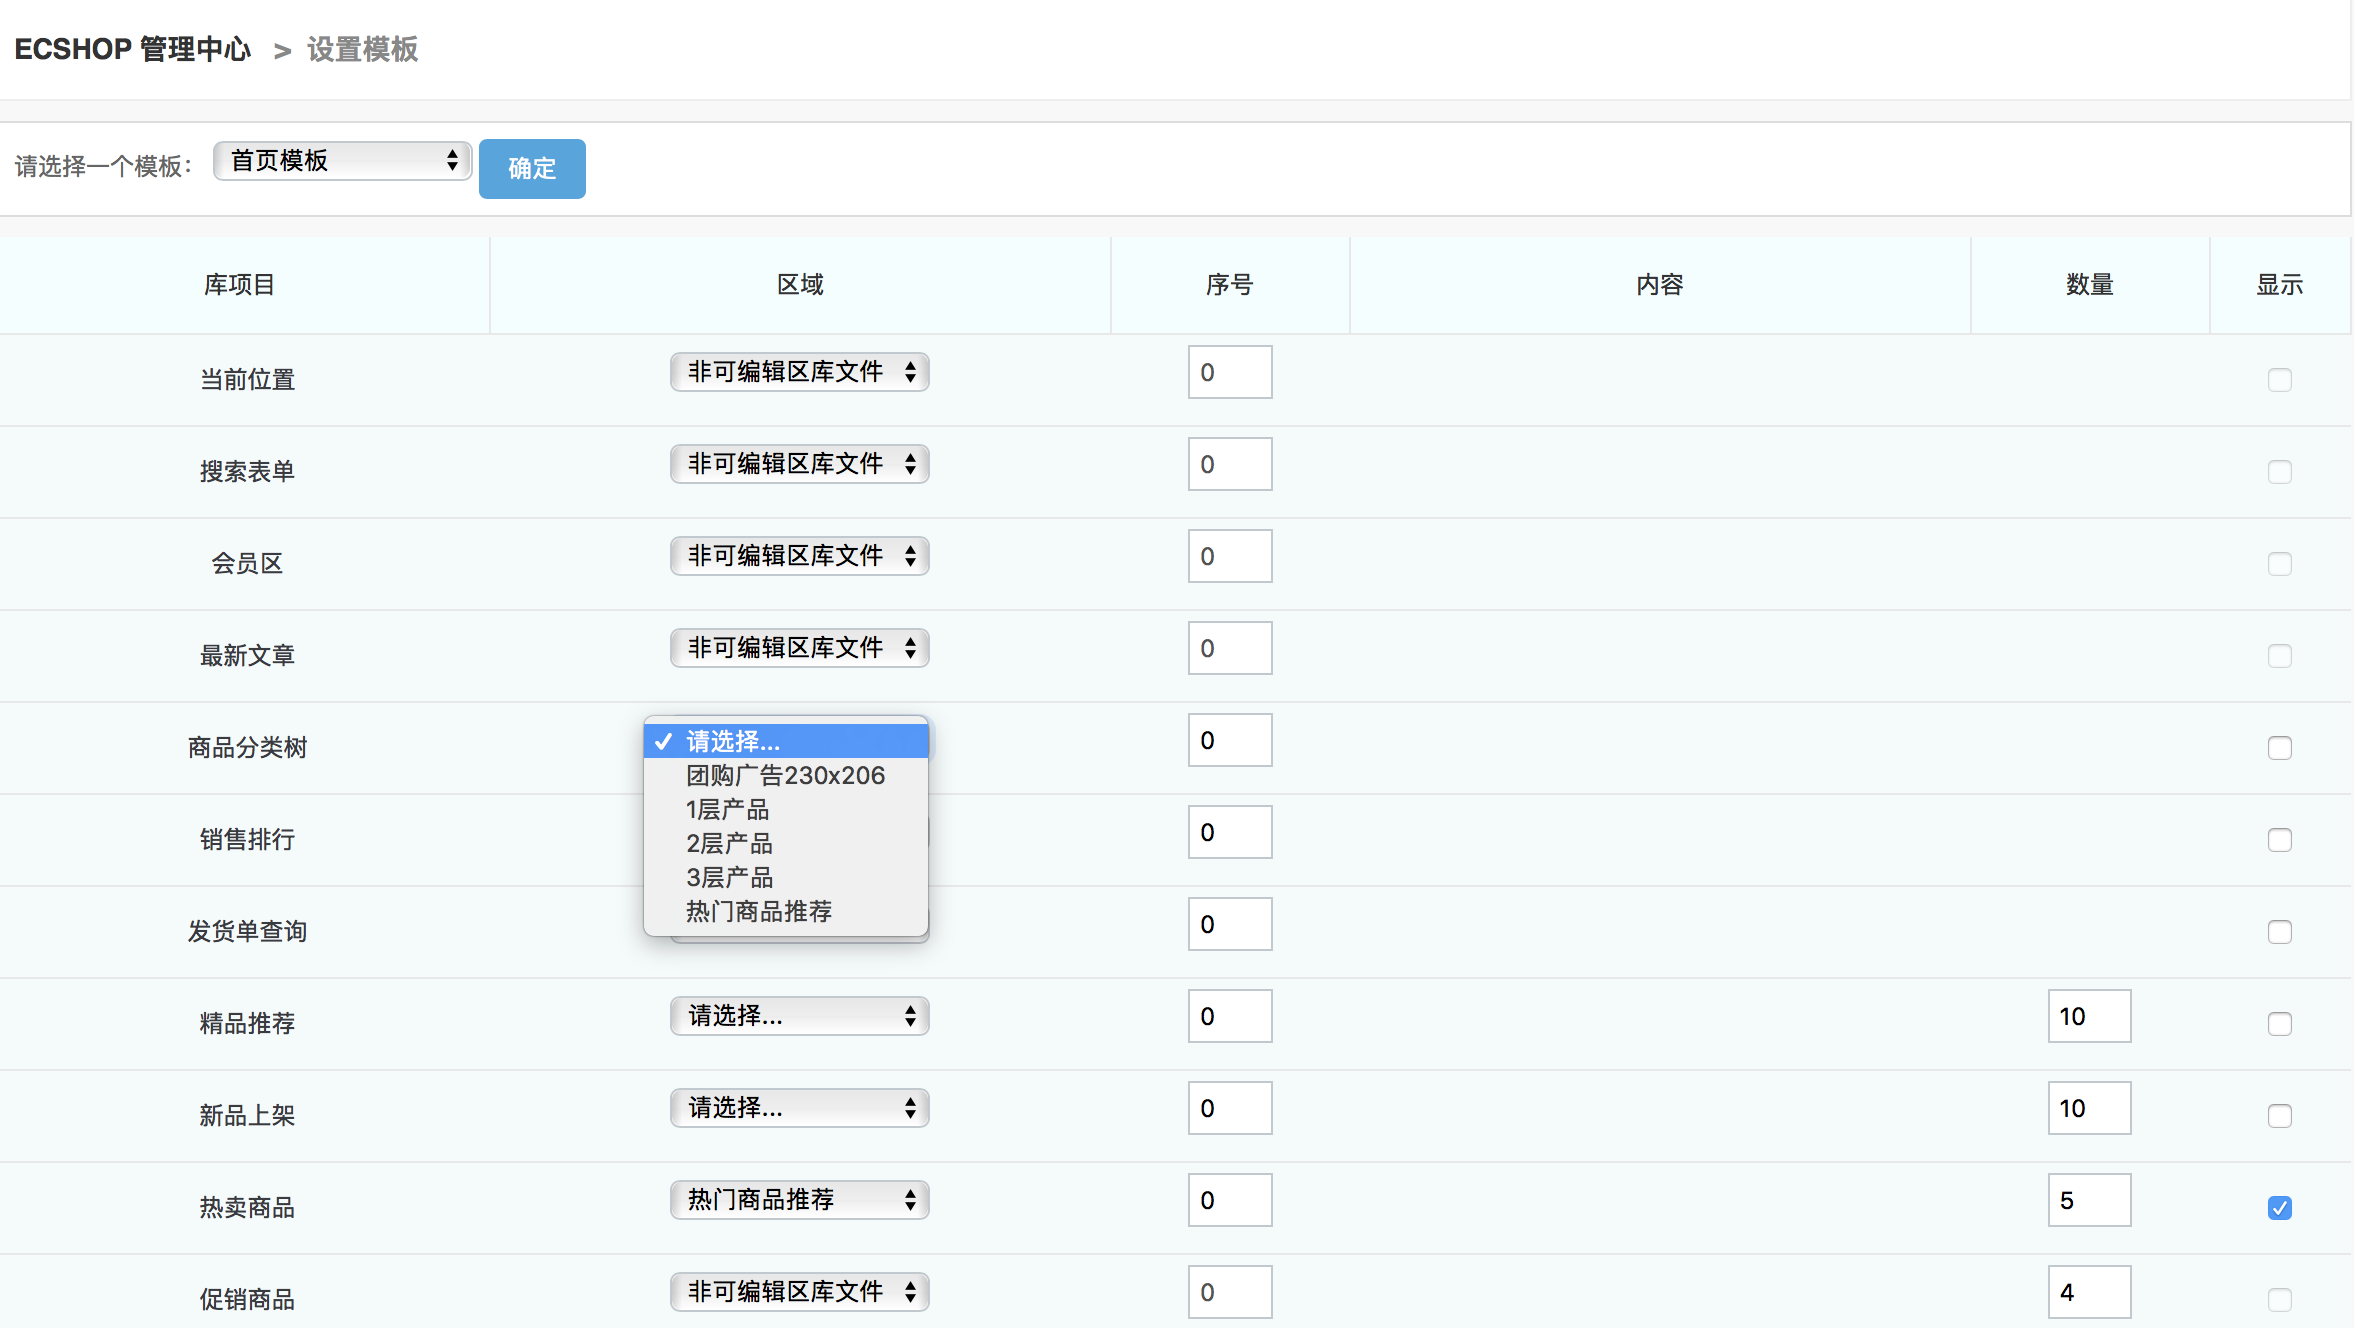 ECSHOP 管理中心 > 设置模板
请选择一个模板： 首页模板 确定
库项目 区域 序号 内容 数量 显示
当前位置 非可编辑区库文件 0
搜索表单 非可编辑区库文件 0
会员区 非可编辑区库文件 0
最新文章 非可编辑区库文件 0
商品分类树 请选择... 0
团购广告230x206
1层产品
销售排行 2层产品 0
3层产品
发货单查询 热门商品推荐 0
精品推荐 请选择... 0 10
新品上架 请选择... 0 10
热卖商品 热门商品推荐 0 5
促销商品 非可编辑区库文件 0 4